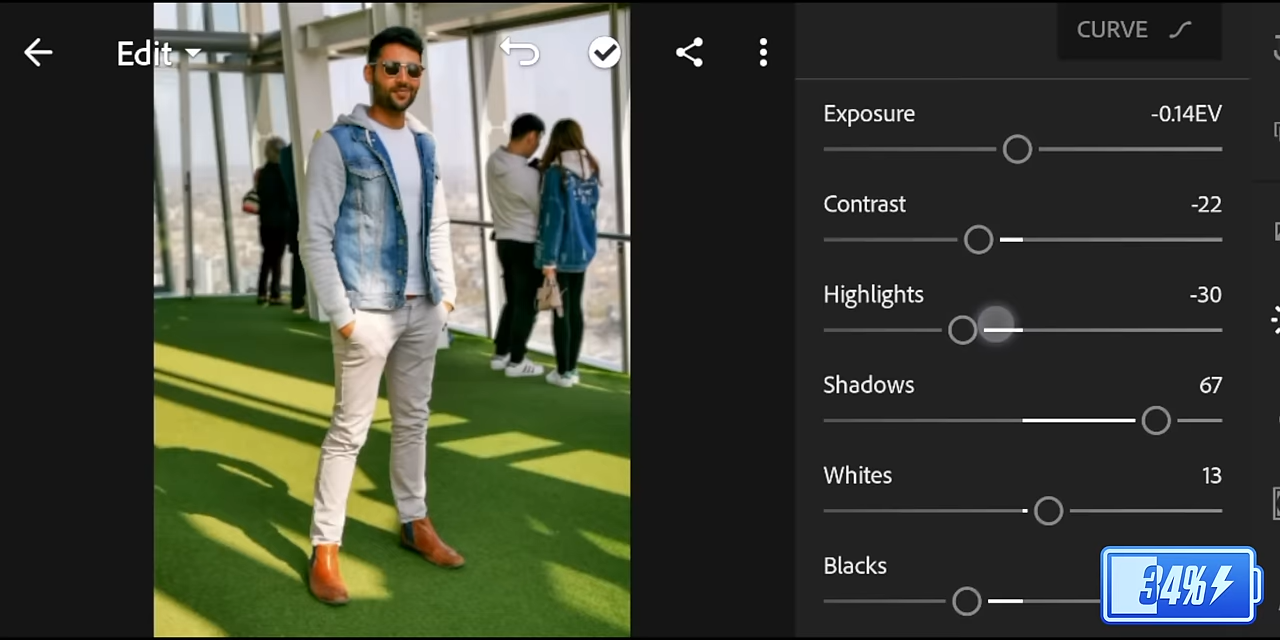 Edit
CURVE
Exposure -0.14EV
Contrast -22
Highlights -30
Shadows 67
Whites 13
Blacks
34%